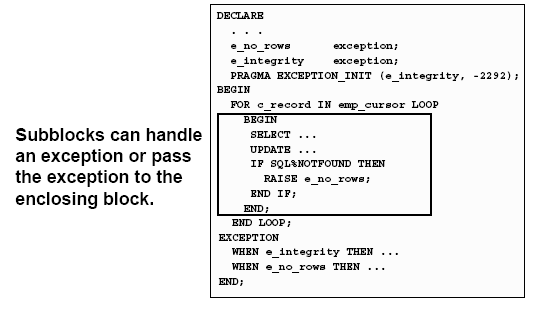 Subblocks can handle
an exception or pass
the exception to the
enclosing block.
DECLARE
. . .
e_no_rows exception;
e_integrity exception;
PRAGMA EXCEPTION_INIT (e_integrity, -2292);
BEGIN
FOR c_record IN emp_cursor LOOP
BEGIN
SELECT ...
UPDATE ...
IF SQL%NOTFOUND THEN
RAISE e_no_rows;
END IF;
END;
END LOOP;
EXCEPTION
WHEN e_integrity THEN ...
WHEN e_no_rows THEN ...
END;